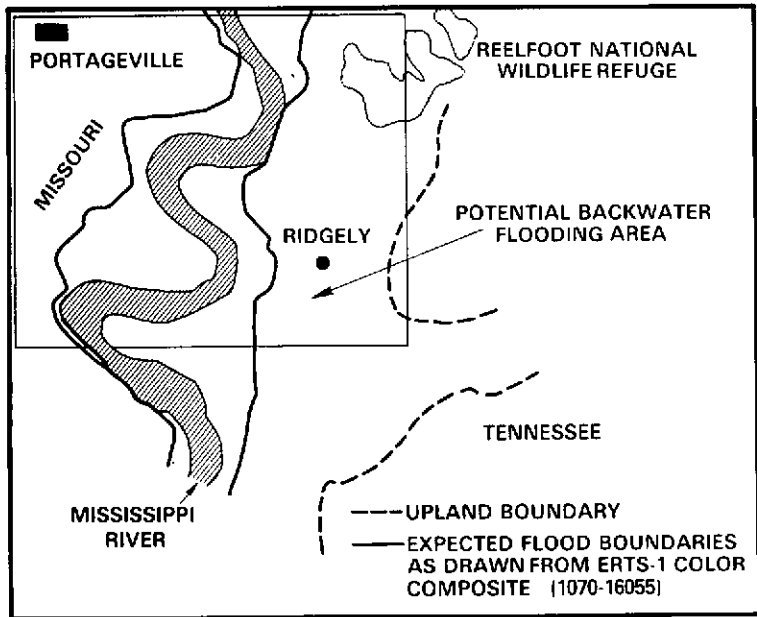 PORTAGEVILLE
REELFOOT NATIONAL
WILDLIFE REFUGE
MISSOURI
RIDGELY
POTENTIAL BACKWATER
FLOODING AREA
TENNESSEE
MISSISSIPPI
RIVER
UPLAND BOUNDARY
EXPECTED FLOOD BOUNDARIES
AS DRAWN FROM ERTS-1 COLOR
COMPOSITE (1070-16055)